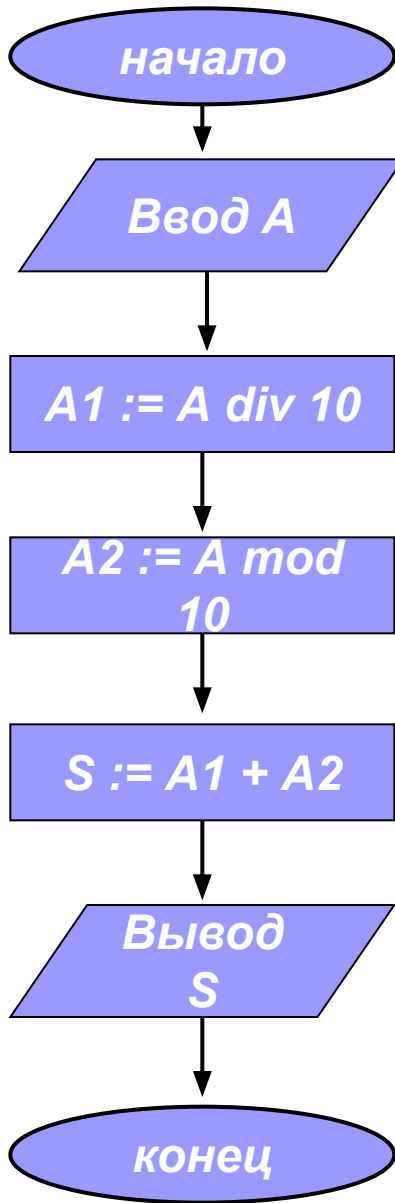 начало
Ввод А
A1 := A div 10
A2 := A mod
10
S := A1 + A2
Вывод
S
конец